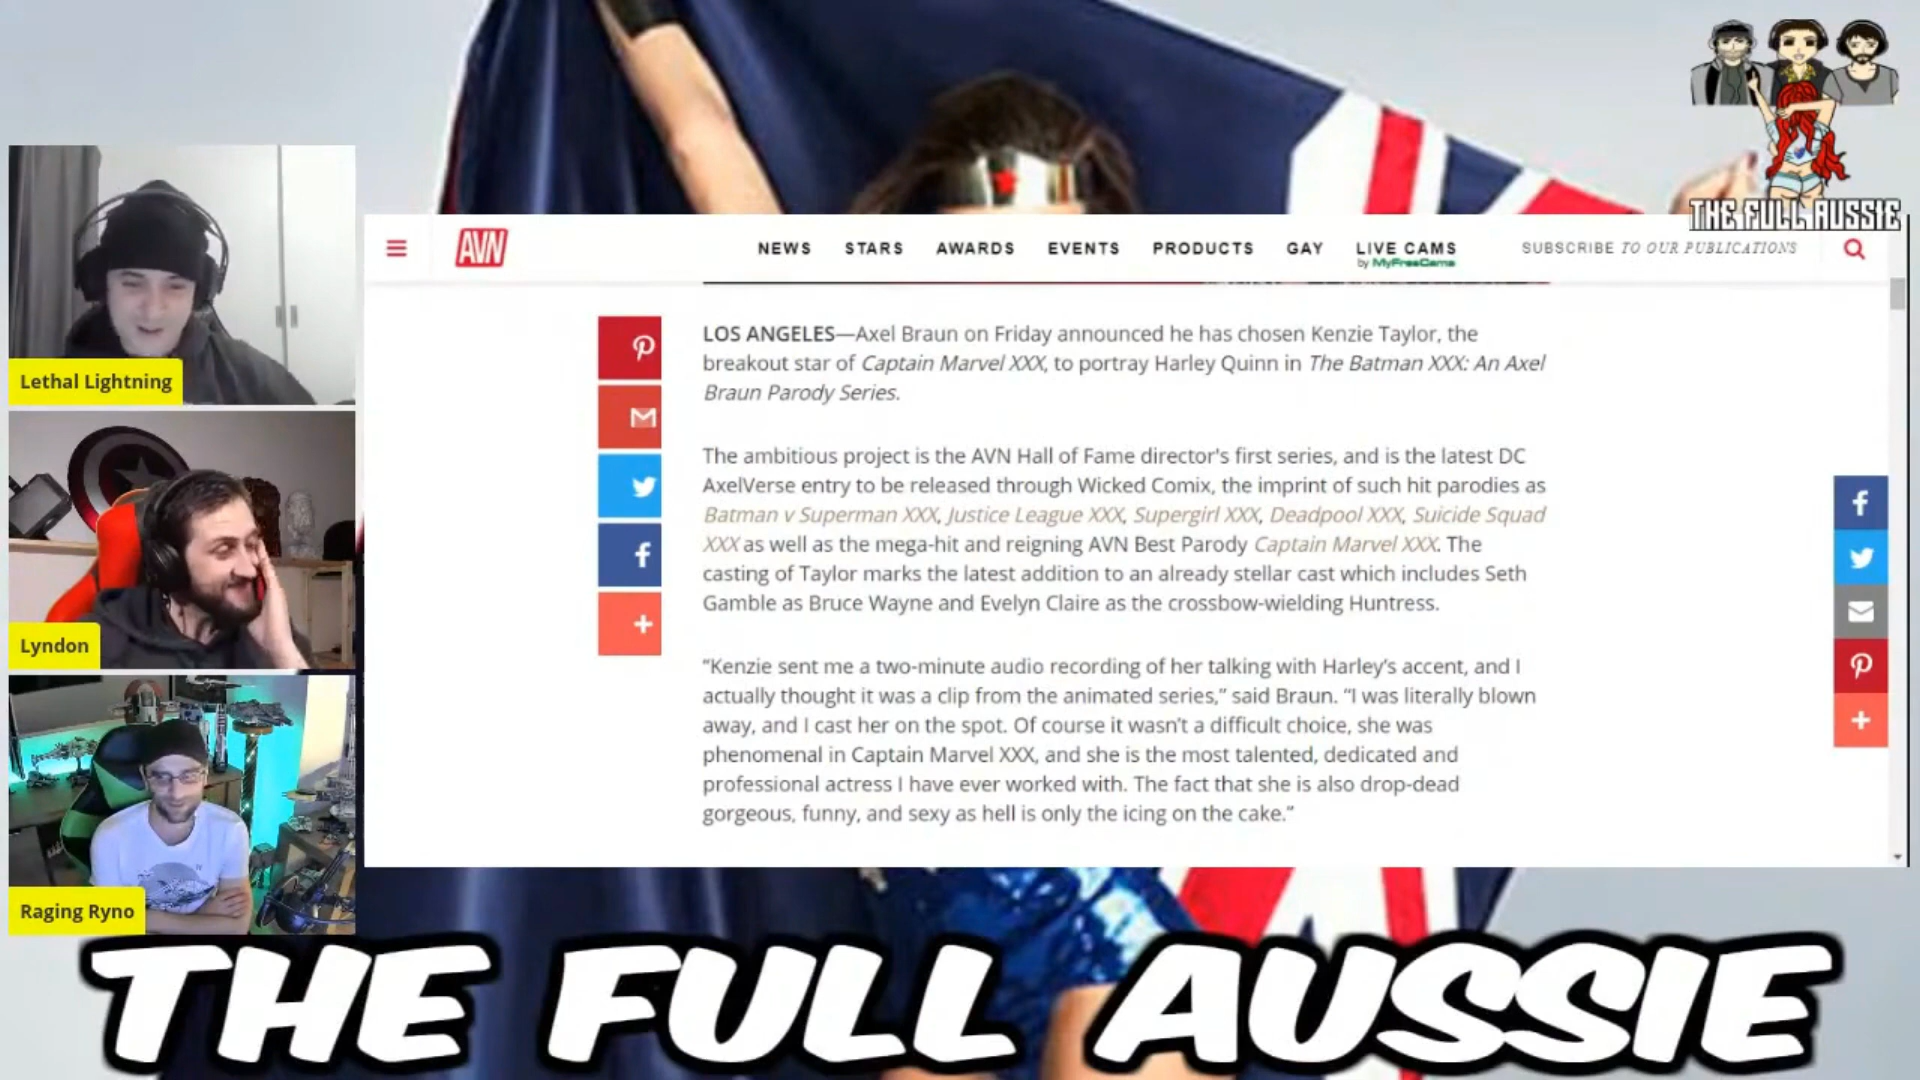 THE FULL AUSSIE
AVN
NEWS STARS AWARDS EVENTS PRODUCTS GAY LIVE CAMS
by MyFreeCams
SUBSCRIBE TO OUR PUBLICATIONS
LOS ANGELES—Axel Braun on Friday announced he has chosen Kenzie Taylor, the
breakout star of Captain Marvel XXX, to portray Harley Quinn in The Batman XXX: An Axel
Braun Parody Series.
The ambitious project is the AVN Hall of Fame director's first series, and is the latest DC
AxelVerse entry to be released through Wicked Comix, the imprint of such hit parodies as
Batman v Superman XXX, Justice League XXX, Supergirl XXX, Deadpool XXX, Suicide Squad
XXX as well as the mega-hit and reigning AVN Best Parody Captain Marvel XXX. The
casting of Taylor marks the latest addition to an already stellar cast which includes Seth
Gamble as Bruce Wayne and Evelyn Claire as the crossbow-wielding Huntress.
“Kenzie sent me a two-minute audio recording of her talking with Harley’s accent, and I
actually thought it was a clip from the animated series,” said Braun. “I was literally blown
away, and I cast her on the spot. Of course it wasn’t a difficult choice, she was
phenomenal in Captain Marvel XXX, and she is the most talented, dedicated and
professional actress I have ever worked with. The fact that she is also drop-dead
gorgeous, funny, and sexy as hell is only the icing on the cake.”
Lethal Lightning
Lyndon
Raging Ryno
THE FULL AUSSIE